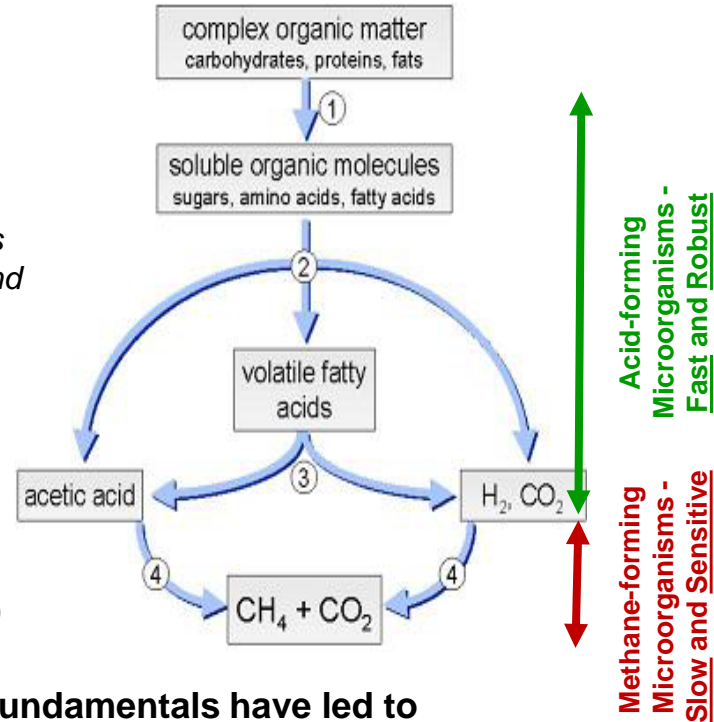 complex organic matter
carbohydrates, proteins, fats
1
soluble organic molecules
sugars, amino acids, fatty acids
2
volatile fatty
acids
3
acetic acid
H2, CO2
4
4
CH4 + CO2
Acid-forming
Microorganisms -
Fast and Robust
Methane-forming
Microorganisms -
Slow and Sensitive
)
undamentals have led to